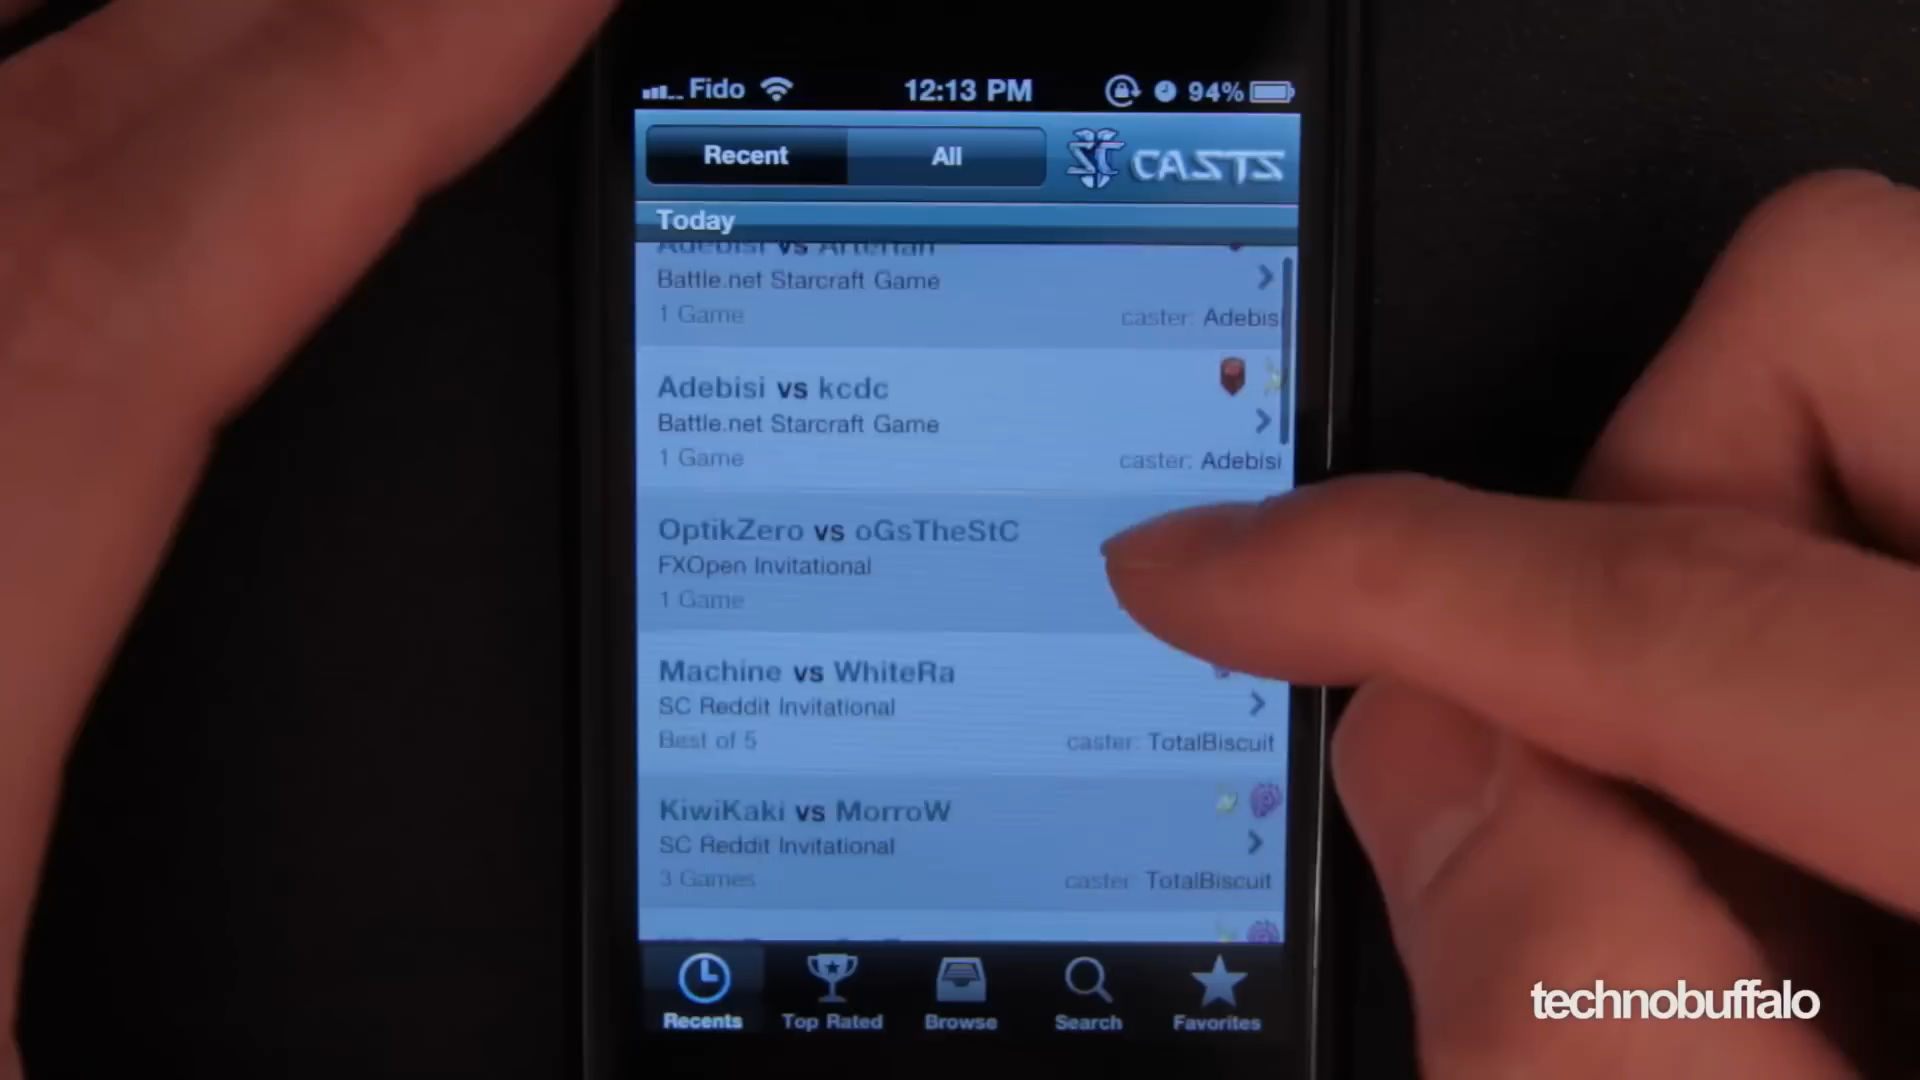 Fido 12:13 PM 94%
Recent All SC CASTS
Today
Adebisi vs
Battle.net Starcraft Game
1 Game caster: Adebisi
Adebisi vs kcdc
Battle.net Starcraft Game
1 Game caster: Adebisi
OptikZero vs oGsTheStC
FXOpen Invitational
1 Game
Machine vs WhiteRa
SC Reddit Invitational
Best of 5 caster: TotalBiscuit
KiwiKaki vs MorroW
SC Reddit Invitational
3 Games caster: TotalBiscuit
Recents Top Rated Browse Search Favorites
technobuffalo